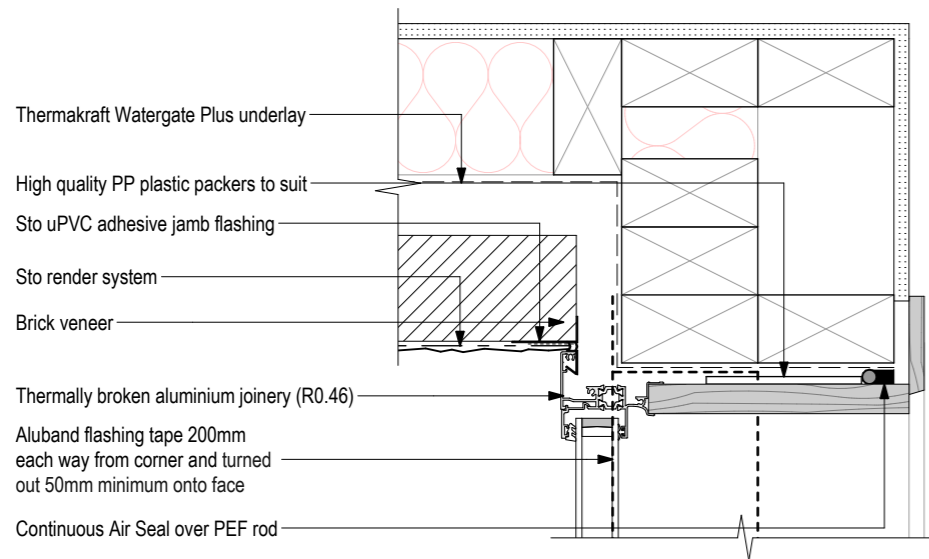 Thermakraft Watergate Plus underlay
High quality PP plastic packers to suit
Sto uPVC adhesive jamb flashing
Sto render system
Brick veneer
Thermally broken aluminium joinery (R0.46)
Aluband flashing tape 200mm
each way from corner and turned
out 50mm minimum onto face
Continuous Air Seal over PEF rod